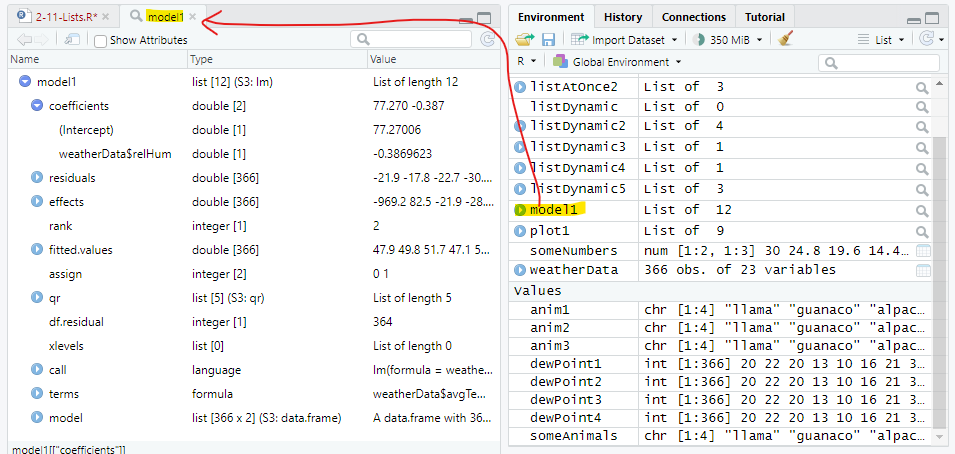 2-11-Lists.R*
model1
Show Attributes
Name Type Value
model1 list [12] (S3: lm) List of length 12
coefficients double [2] 77.270 -0.387
(Intercept) double [1] 77.27006
weatherData$relHum double [1] -0.3869623
residuals double [366] -21.9 -17.8 -22.7 -30....
effects double [366] -969.2 82.5 -21.9 -28....
rank integer [1] 2
fitted.values double [366] 47.9 49.8 51.7 47.1 5...
assign integer [2] 0 1
qr list [5] (S3: qr) List of length 5
df.residual integer [1] 364
xlevels list [0] List of length 0
call language lm(formula = weathe...
terms formula weatherData$avgTe...
model list [366 x 2] (S3: data.frame) A data.frame with 36...
model1[["coefficients"]]
Environment History Connections Tutorial
Import Dataset 350 MiB List
R Global Environment
listAtOnce2 List of 3
listDynamic List of 0
listDynamic2 List of 4
listDynamic3 List of 1
listDynamic4 List of 1
listDynamic5 List of 3
model1 List of 12
plot1 List of 9
someNumbers num [1:2, 1:3] 30 24.8 19.6 14.4...
weatherData 366 obs. of 23 variables
Values
anim1 chr [1:4] "llama" "guanaco" "alpac...
anim2 chr [1:4] "llama" "guanaco" "alpac...
anim3 chr [1:4] "llama" "guanaco" "alpac...
dewPoint1 int [1:366] 20 22 20 13 10 16 21 3...
dewPoint2 int [1:366] 20 22 20 13 10 16 21 3...
dewPoint3 int [1:366] 20 22 20 13 10 16 21 3...
dewPoint4 int [1:366] 20 22 20 13 10 16 21 3...
someAnimals chr [1:4] "llama" "guanaco" "alpac...